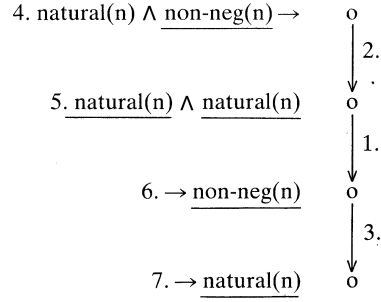 4. natural(n) ∧ non-neg(n) → o
2.
5. natural(n) ∧ natural(n) o
1.
6. → non-neg(n) o
3.
7. → natural(n) o